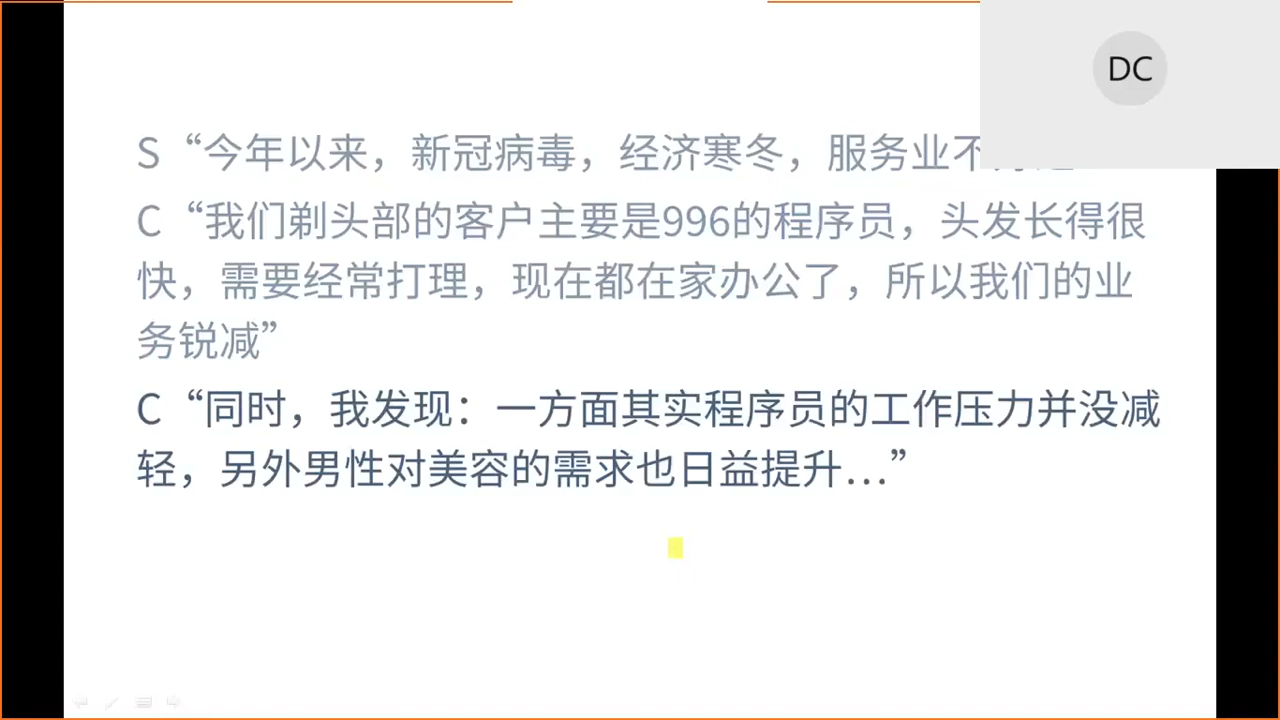 DC
S “今年以来，新冠病毒，经济寒冬，服务业不
C “我们剃头部的客户主要是996的程序员，头发长得很
快，需要经常打理，现在都在家办公了，所以我们的业
务锐减”
C “同时，我发现：一方面其实程序员的工作压力并没减
轻，另外男性对美容的需求也日益提升...”